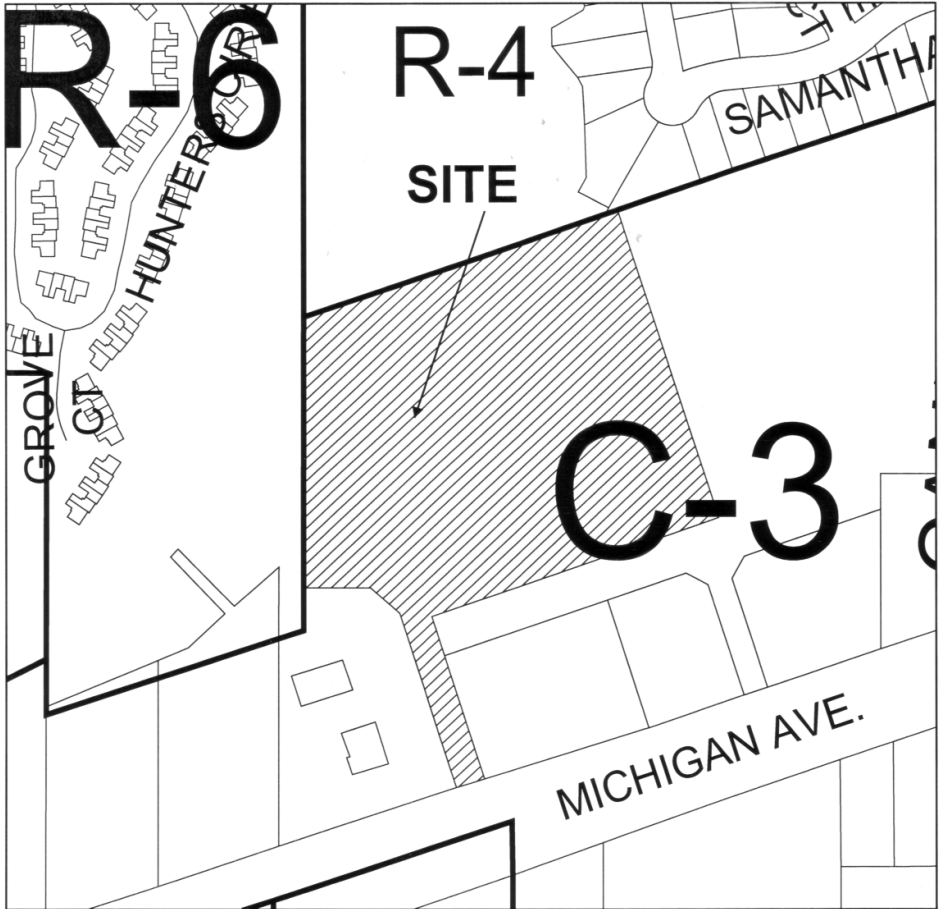 R-6
R-4
SAMANTHA
SITE
HUNTERS
GROVE
CT
C-3
MICHIGAN AVE.